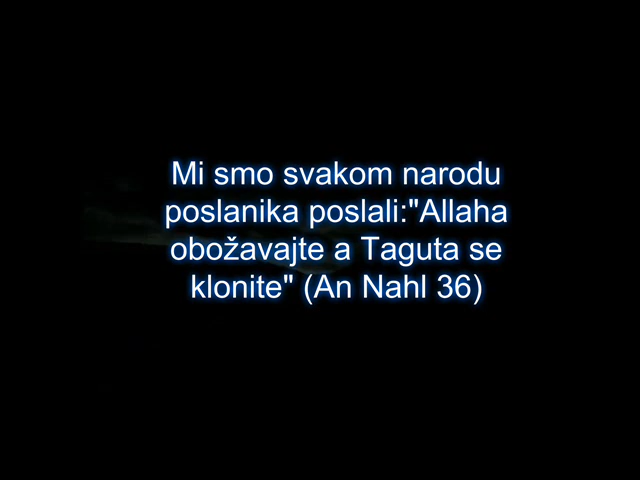 Mi smo svakom narodu
poslanika poslali:"Allaha
obožavajte a Taguta se
klonite" (An Nahl 36)